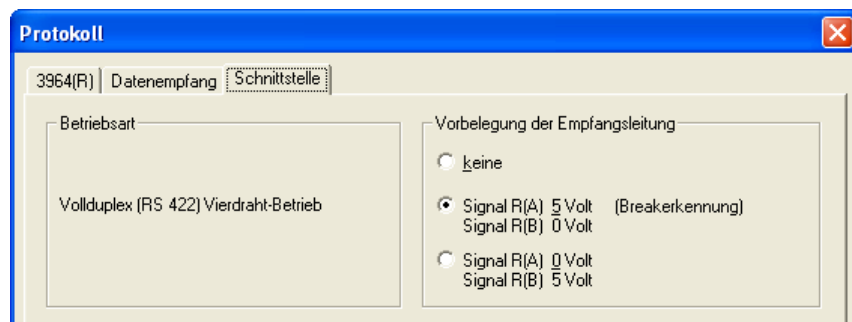 Protokoll
3964(R) Datenempfang Schnittstelle
Betriebsart
Vollduplex (RS 422) Vierdraht-Betrieb
Vorbelegung der Empfangsleitung
keine
Signal R(A) 5 Volt (Breakerkennung)
Signal R(B) 0 Volt
Signal R(A) 0 Volt
Signal R(B) 5 Volt